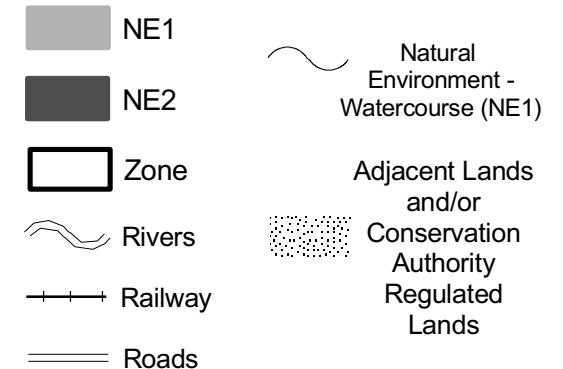 NE1
NE2
Zone
Rivers
Railway
Roads
Natural
Environment -
Watercourse (NE1)
Adjacent Lands
and/or
Conservation
Authority
Regulated
Lands